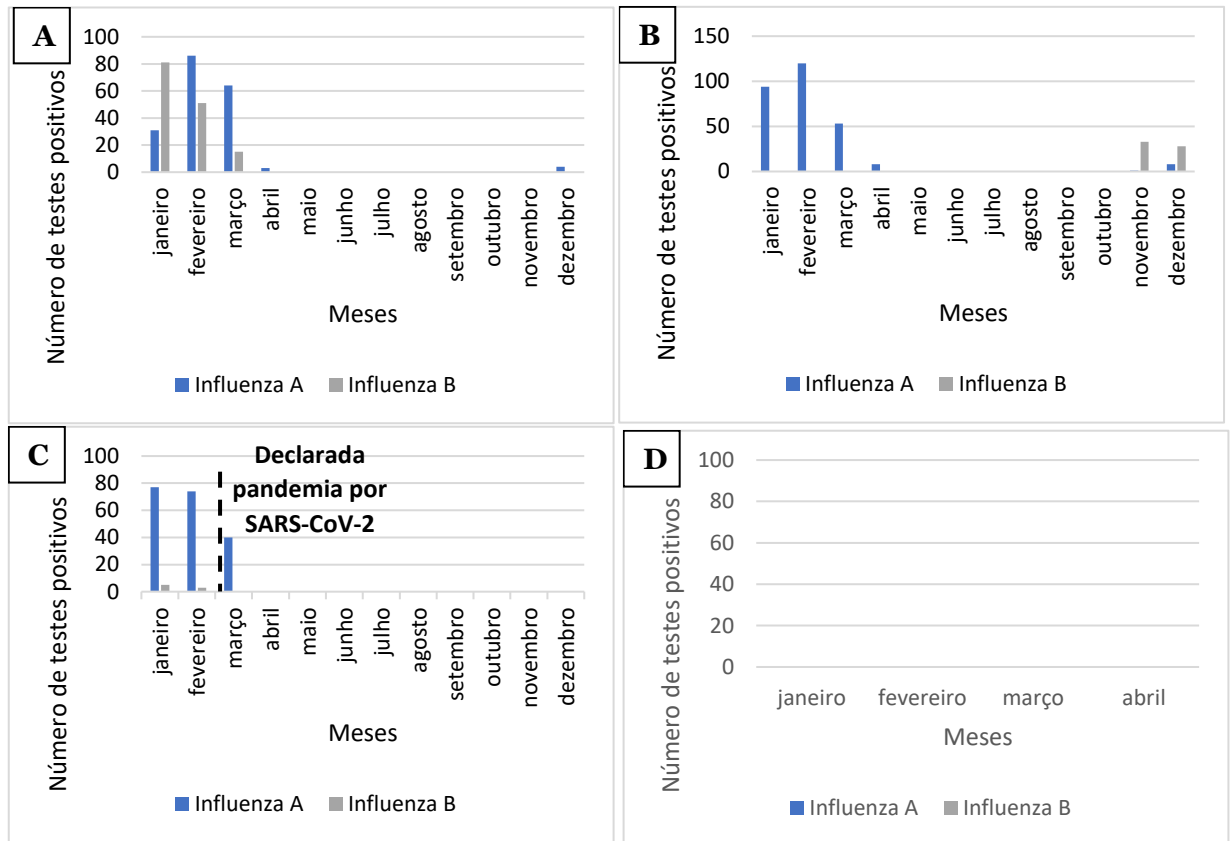 A
Número de testes positivos
100
80
60
40
20
0
janeiro
fevereiro
março
abril
maio
junho
julho
agosto
setembro
outubro
novembro
dezembro
Meses
Influenza A Influenza B
B
Número de testes positivos
150
100
50
0
janeiro
fevereiro
março
abril
maio
junho
julho
agosto
setembro
outubro
novembro
dezembro
Meses
Influenza A Influenza B
C
Número de testes positivos
100
80
60
40
20
0
Declarada
pandemia por
SARS-CoV-2
janeiro
fevereiro
março
abril
maio
junho
julho
agosto
setembro
outubro
novembro
dezembro
Meses
Influenza A Influenza B
D
Número de testes positivos
100
80
60
40
20
0
janeiro fevereiro março abril
Meses
Influenza A Influenza B